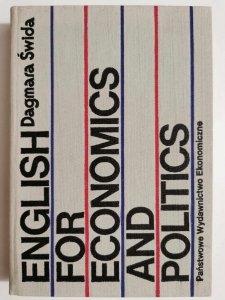 Dagmara Świda
ENGLISH
FOR
ECONOMICS
AND
POLITICS
Państwowe Wydawnictwo Ekonomiczne